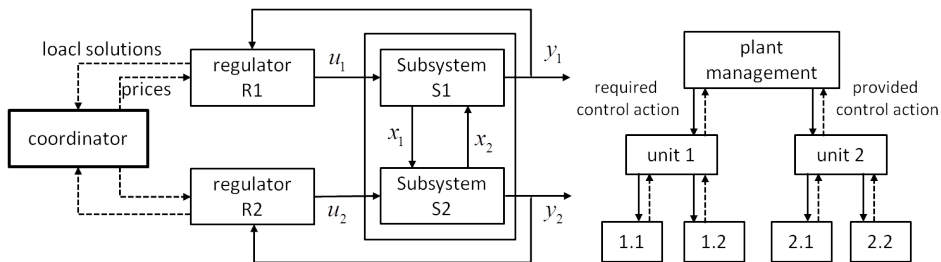 loacl solutions
prices
coordinator
regulator
R1
regulator
R2
u₁
u₂
Subsystem
S1
x₁
x₂
Subsystem
S2
y₁
y₂
plant
management
required
control action
provided
control action
unit 1
unit 2
1.1
1.2
2.1
2.2